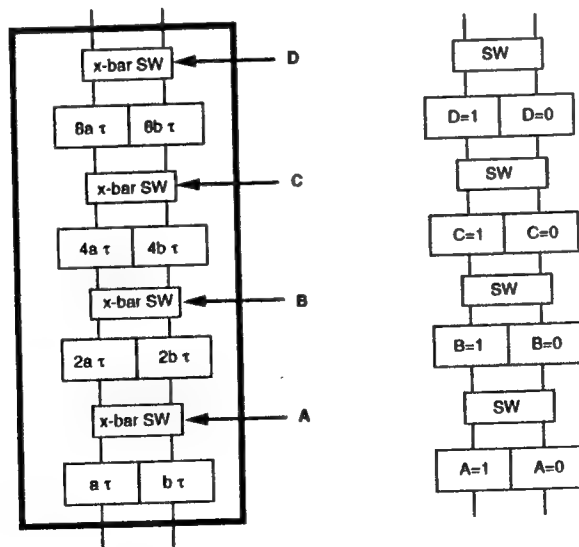 x-bar SW
D
8a τ 8b τ
x-bar SW
C
4a τ 4b τ
x-bar SW
B
2a τ 2b τ
x-bar SW
A
a τ b τ
SW
D=1 D=0
SW
C=1 C=0
SW
B=1 B=0
SW
A=1 A=0